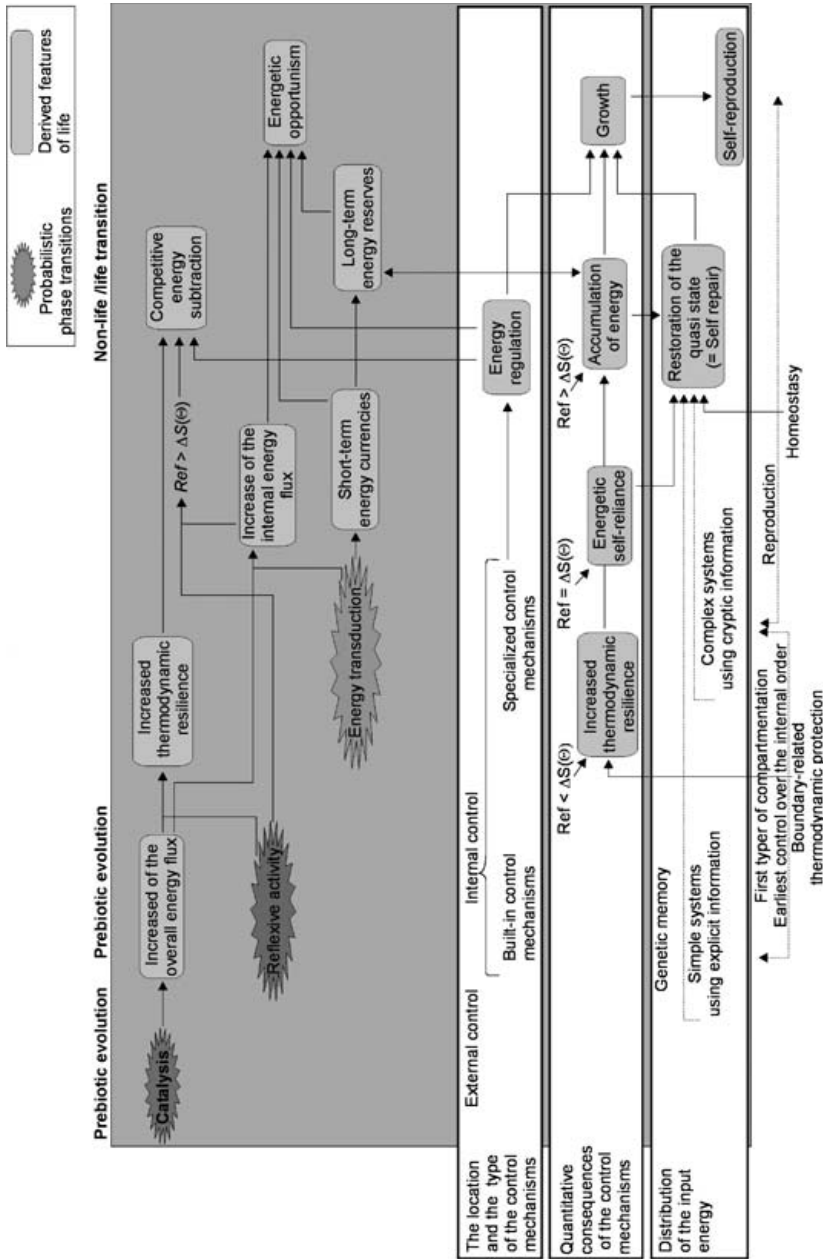 Probabilistic
phase transitions
Derived features
of life
Prebiotic evolution
Prebiotic evolution
Non-life /life transition
Catalysis
Increased of the
overall energy flux
Increased
thermodynamic
resilience
Competitive
energy
subtraction
Ref > ΔS(Θ)
Reflexive activity
Increase of the
internal energy
flux
Energetic
opportunism
Energy transduction
Short-term
energy currencies
Long-term
energy reserves
The location
and the type
of the control
mechanisms
External control
Internal control
Built-in control
mechanisms
Specialized control
mechanisms
Energy
regulation
Quantitative
consequences
of the control
mechanisms
Ref < ΔS(Θ)
Ref = ΔS(Θ)
Ref > ΔS(Θ)
Increased
thermodynamic
resilience
Energetic
self-reliance
Accumulation
of energy
Growth
Distribution
of the input
energy
Genetic memory
Simple systems
using explicit information
Complex systems
using cryptic information
Restoration of the
quasi state
(= Self repair)
Self-reproduction
First typer of compartmentation
Earliest control over the internal order
Boundary-related
thermodynamic protection
Reproduction
Homeostasy